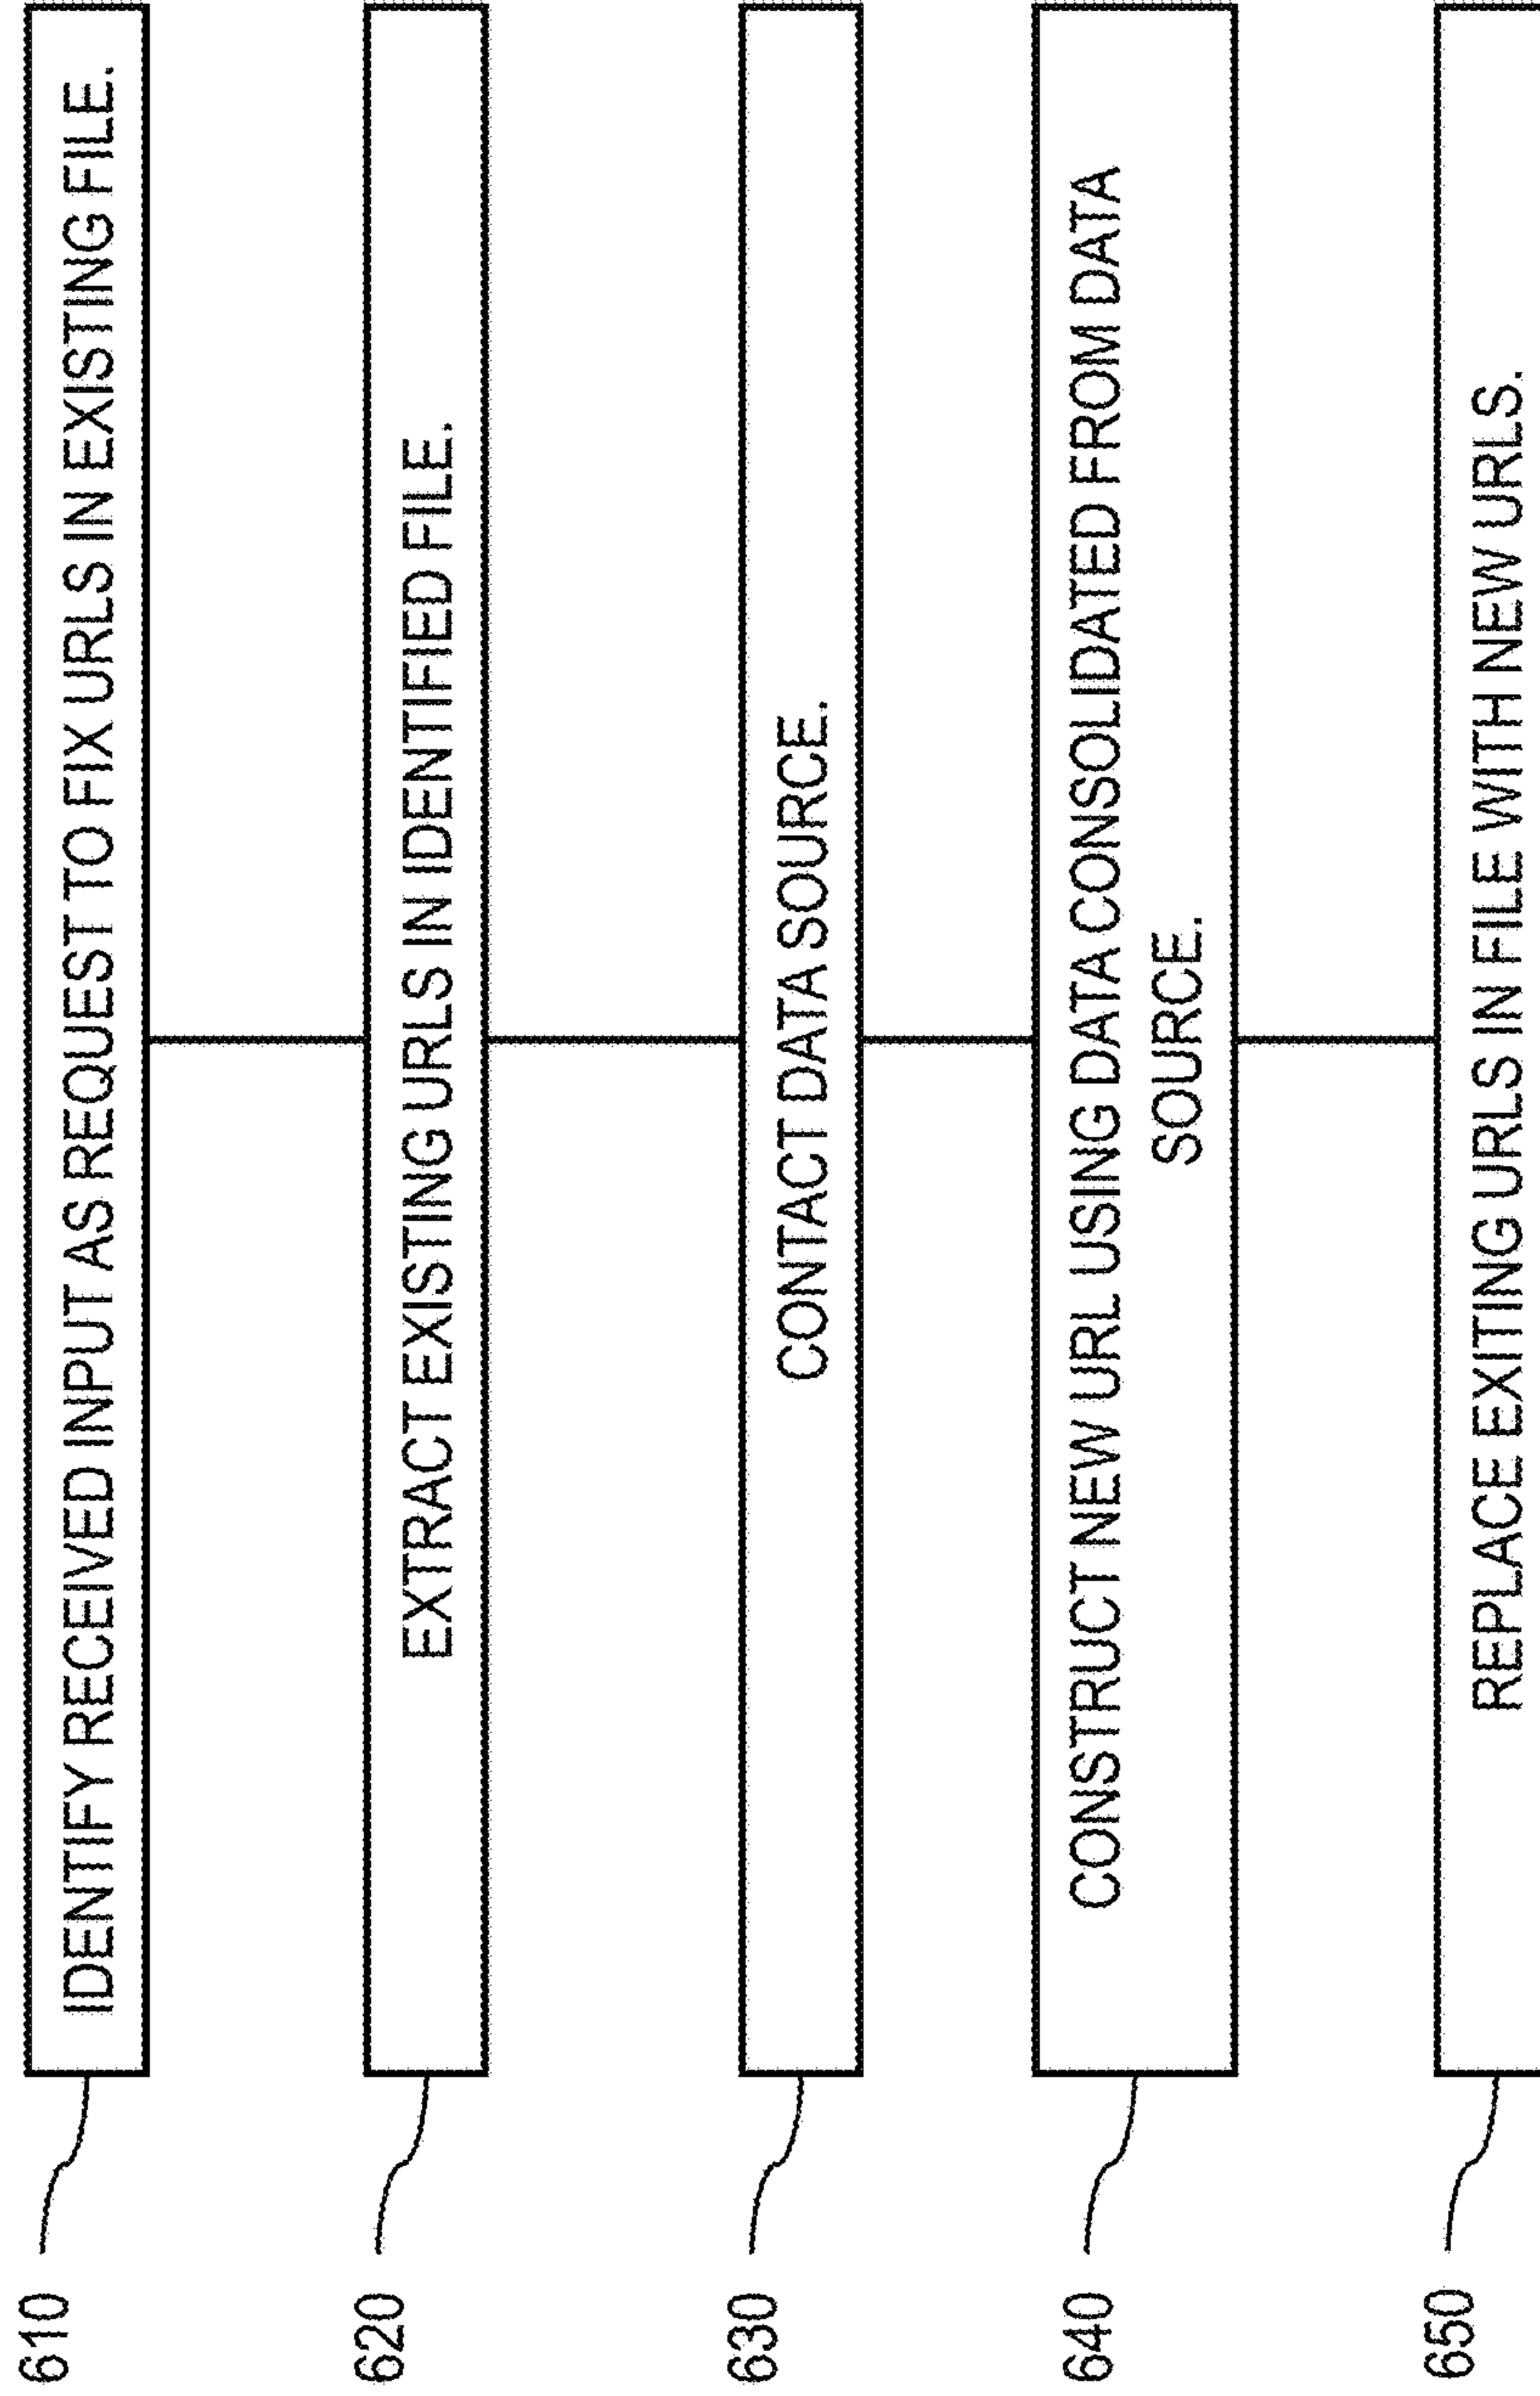 610
IDENTIFY RECEIVED INPUT AS REQUEST TO FIX URLS IN EXISTING FILE.
620
EXTRACT EXISTING URLS IN IDENTIFIED FILE.
630
CONTACT DATA SOURCE.
640
CONSTRUCT NEW URL USING DATA CONSOLIDATED FROM DATA
SOURCE.
650
REPLACE EXITING URLS IN FILE WITH NEW URLS.